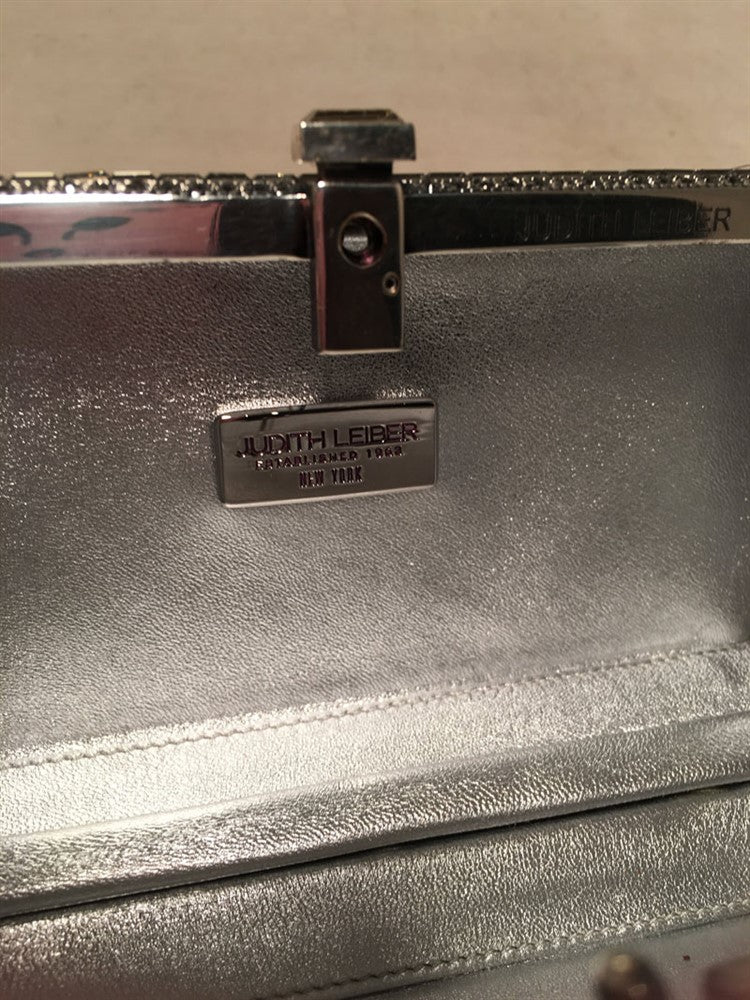 JUDITH LEIBER
JUDITH LEIBER
ESTABLISHED 1963
NEW YORK